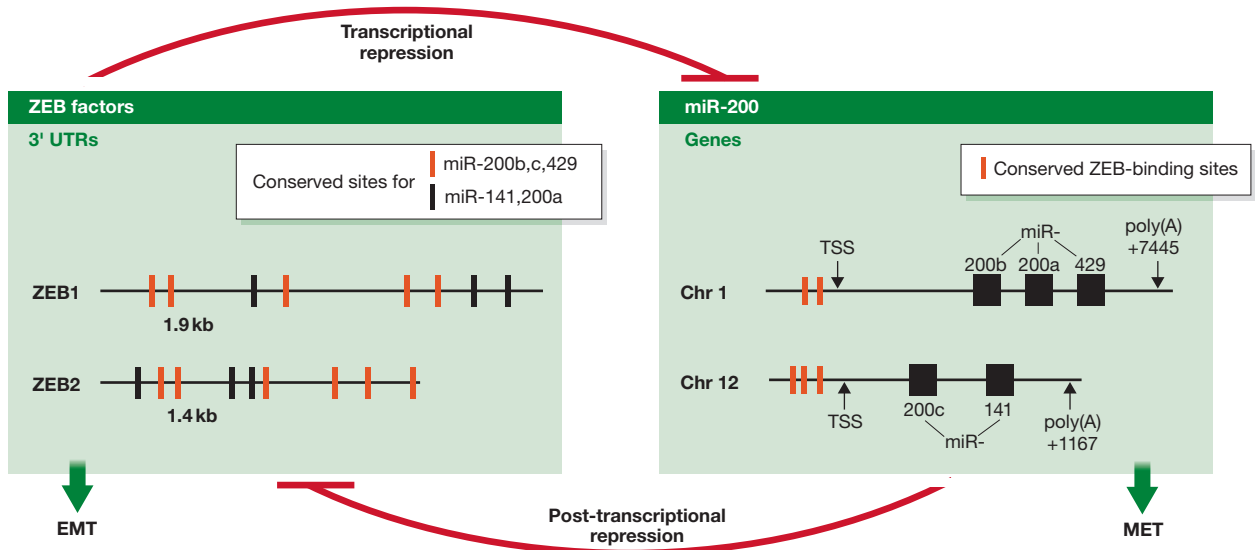 Transcriptional
repression
ZEB factors
3' UTRs
Conserved sites for
miR-200b,c,429
miR-141,200a
ZEB1
1.9 kb
ZEB2
1.4 kb
EMT
miR-200
Genes
Conserved ZEB-binding sites
TSS
miR-
200b 200a 429
poly(A)
+7445
Chr 1
Chr 12
TSS
200c 141
miR-
poly(A)
+1167
MET
Post-transcriptional
repression